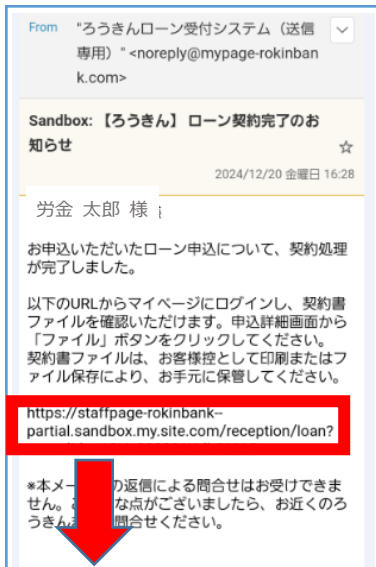 From "ろうきんローン受付システム（送信
専用）" <noreply@mypage-rokinban
k.com>
Sandbox: 【ろうきん】 ローン契約完了のお
知らせ
2024/12/20 金曜日 16:28
労金 太郎 様
お申込いただいたローン申込について、契約処理
が完了しました。
以下のURLからマイページにログインし、契約書
ファイルを確認いただけます。申込詳細画面から
「ファイル」ボタンをクリックしてください。
契約書ファイルは、お客様控として印刷またはフ
ァイル保存により、お手元に保管してください。
https://staffpage-rokinbank--
partial.sandbox.my.site.com/reception/loan?
*本メー の返信による問合せはお受けできま
せん。 な点がございましたら、お近くのろ
うきん 問合せください。